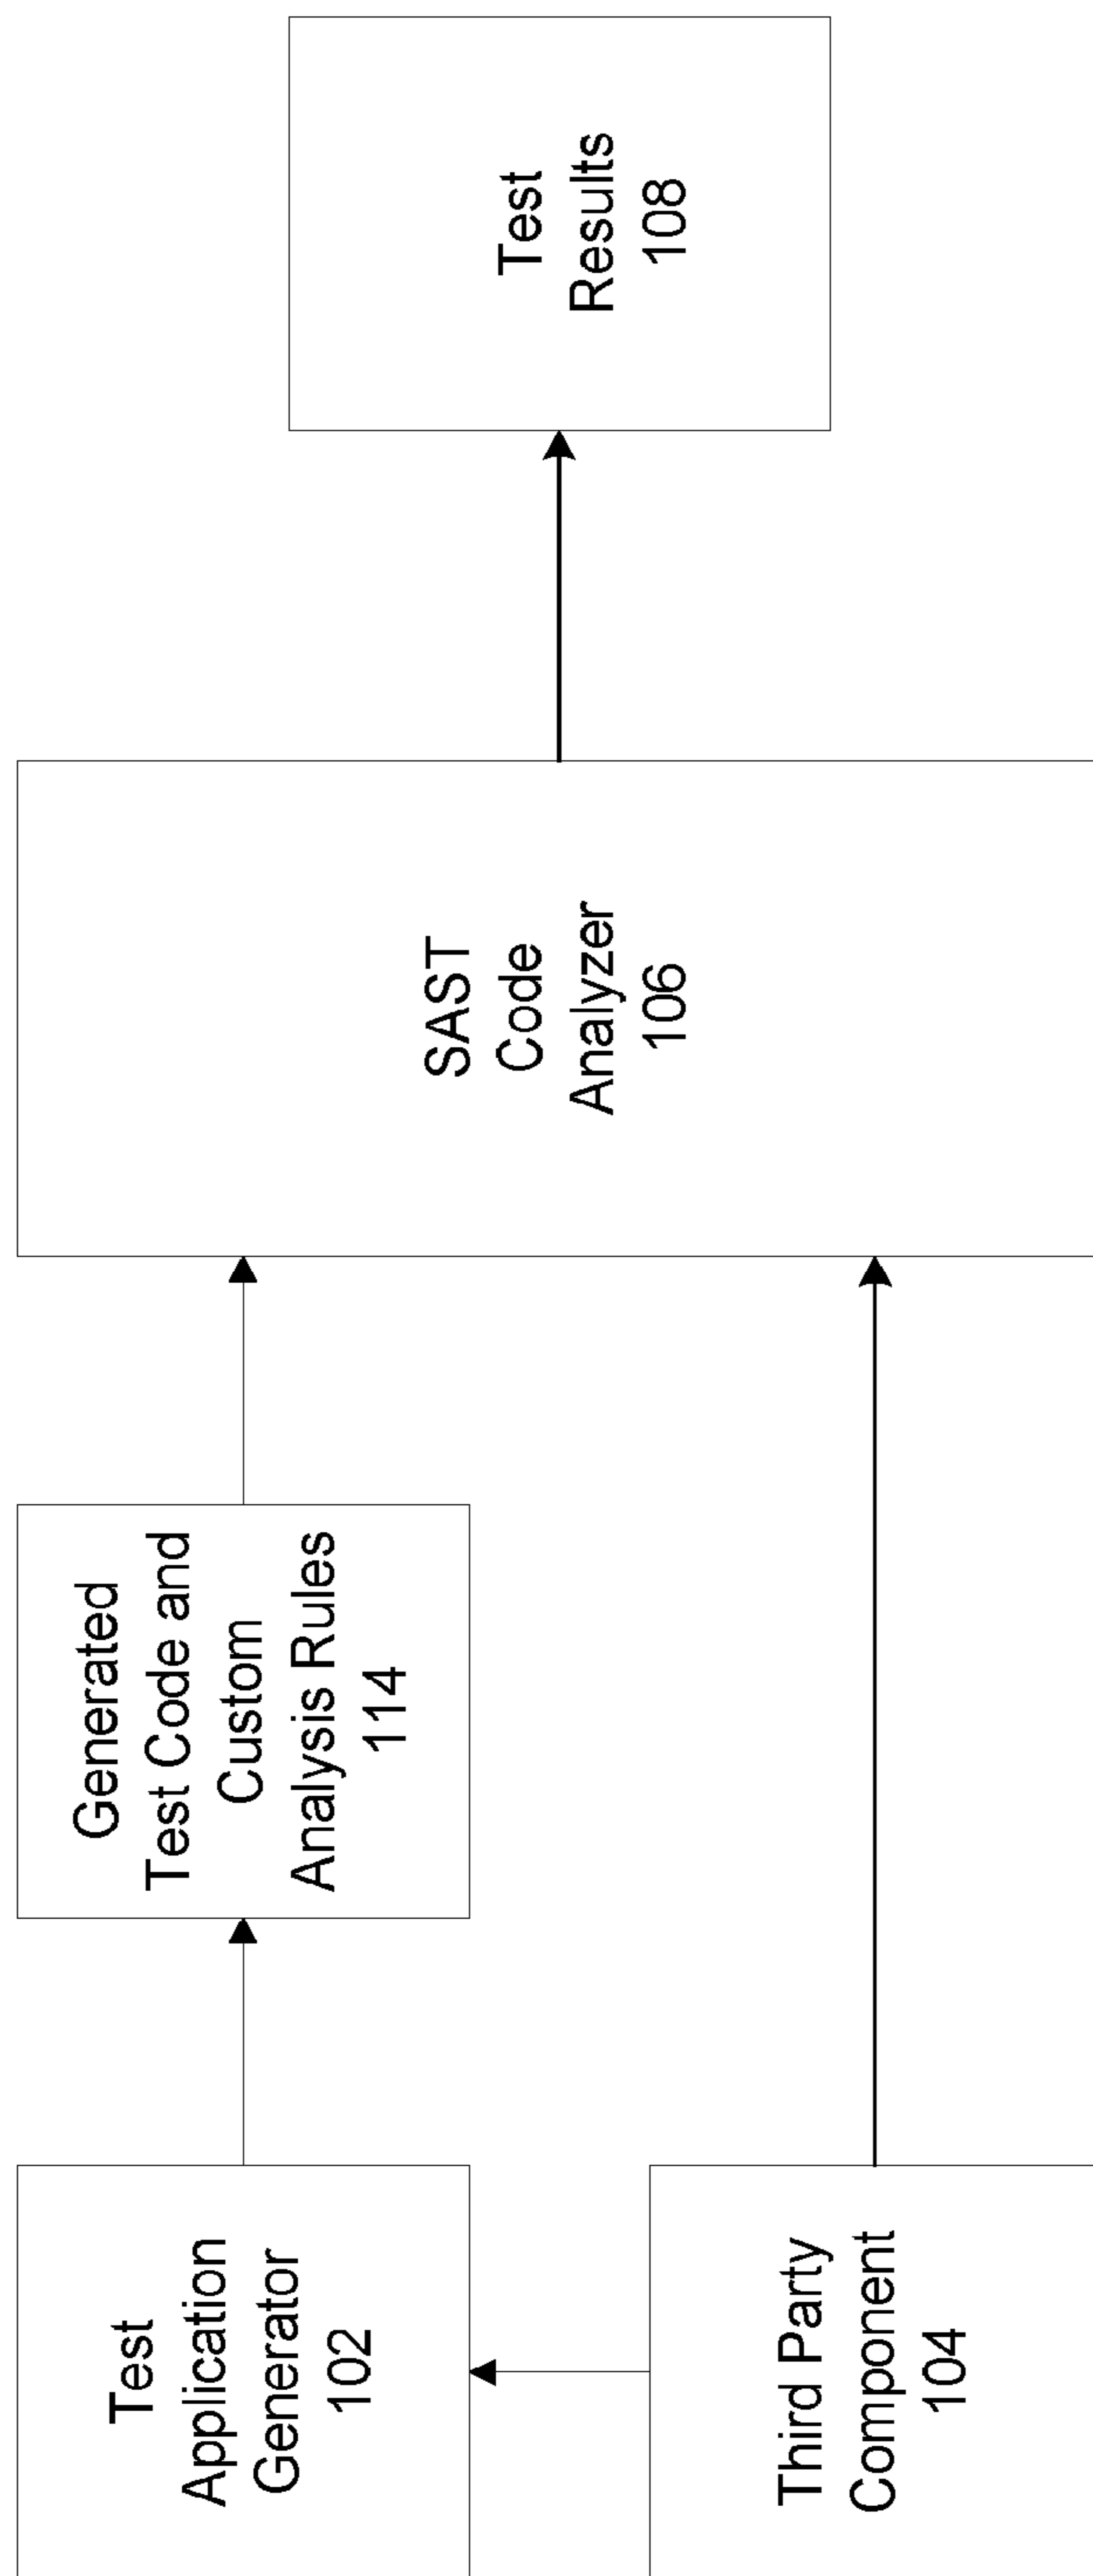 Test
Application
Generator
102
Generated
Test Code and
Custom
Analysis Rules
114
Third Party
Component
104
SAST
Code
Analyzer
106
Test
Results
108